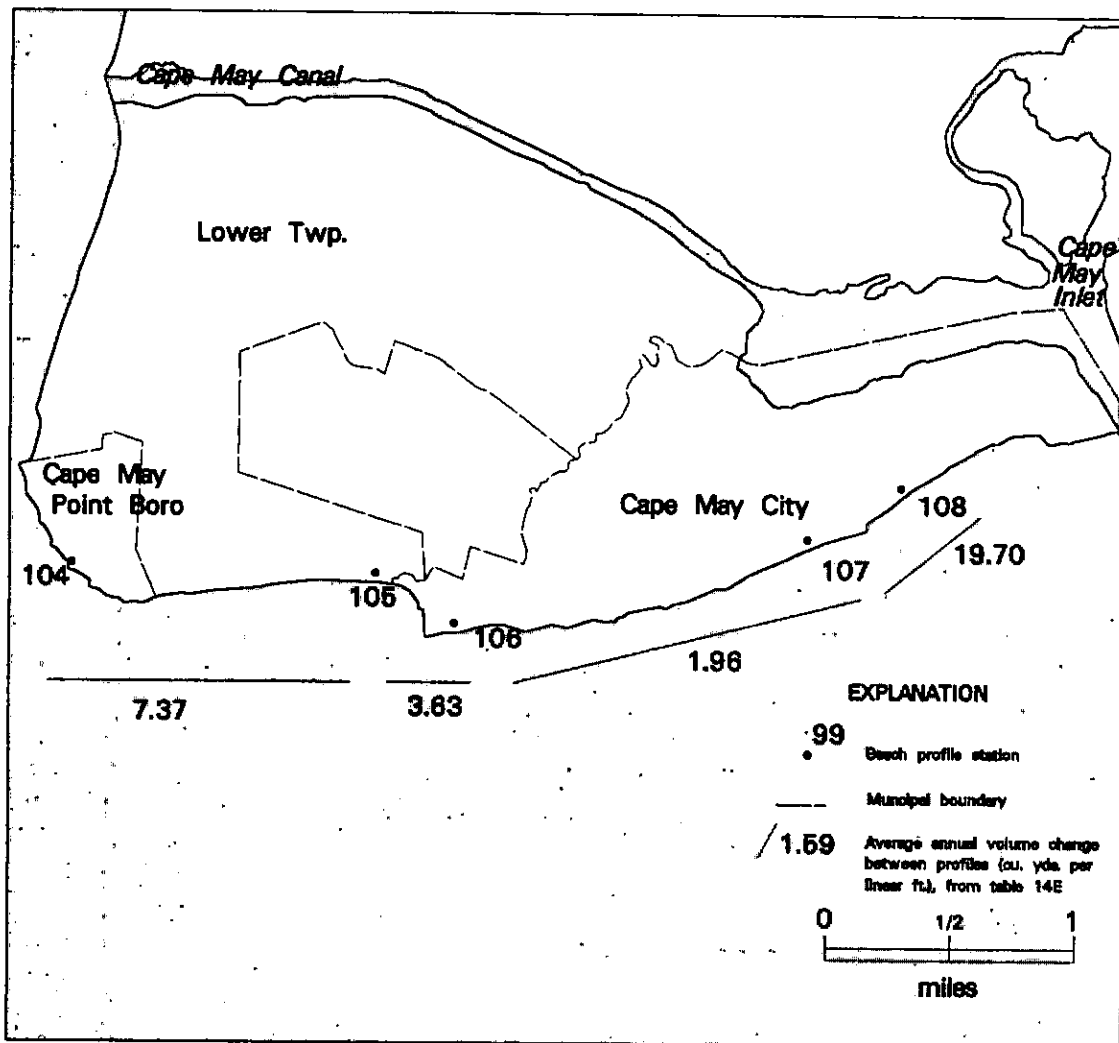 Cape May Canal
Lower Twp.
Cape
May
Inlet
Cape May
Point Boro
Cape May City
104
105
106
107
108
19.70
1.96
7.37
3.63
EXPLANATION
99
Beach profile station
Muncipal boundary
1.59
Average annual volume change
between profiles (cu. yds. per
linear ft.), from table 14E
0 1/2 1
miles